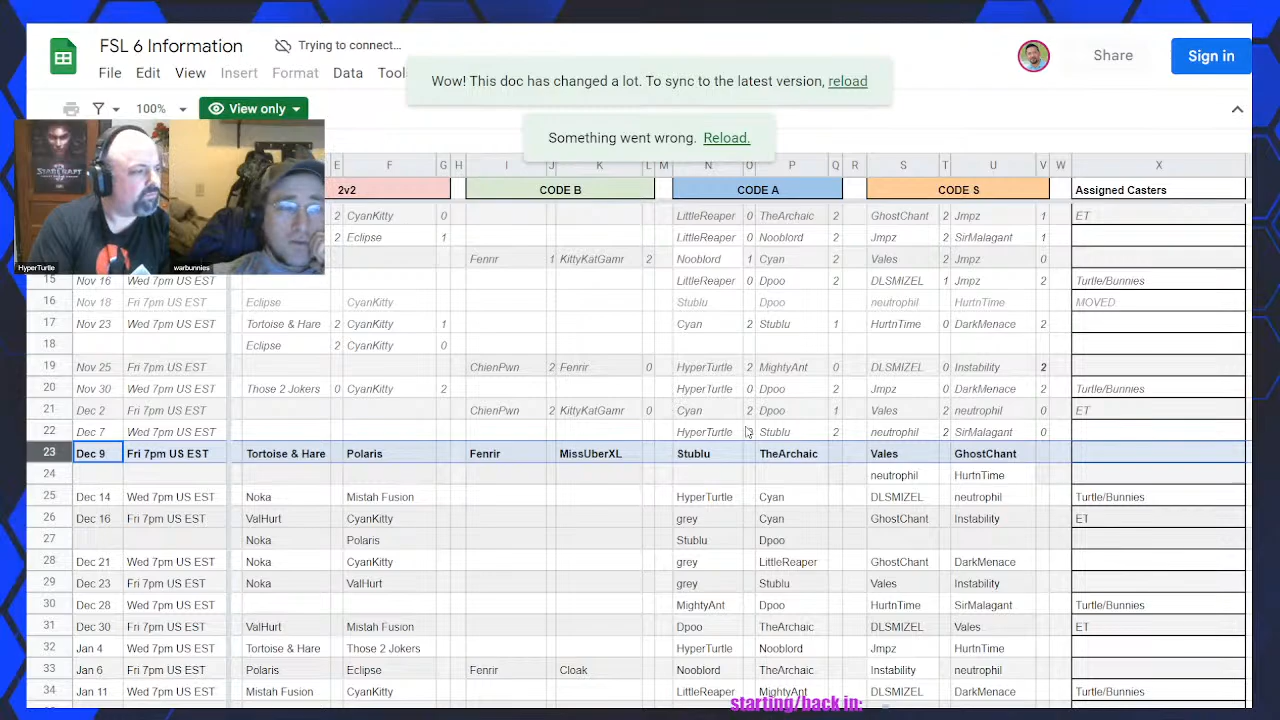 FSL 6 Information
Trying to connect...
File Edit View Insert Format Data Tools
Share
Sign in
Wow! This doc has changed a lot. To sync to the latest version, reload
Something went wrong. Reload.
100%
View only
STARCRAFT
HyperTurtle
warbunnies
E F G H I J K L M N O P Q R S T U V W X
2v2 CODE B CODE A CODE S Assigned Casters
2 CyanKitty 0 LittleReaper 0 TheArchaic 2 GhostChant 2 Jmpz 1 ET
2 Eclipse 1 LittleReaper 0 Nooblord 2 Jmpz 2 SirMalagant 1
Fennr 1 KittyKatGamr 2 Nooblord 1 Cyan 2 Vales 2 Jmpz 0
15 Nov 16 Wed 7pm US EST LittleReaper 0 Dpoo 2 DLSMIZEL 1 Jmpz 2 Turtle/Bunnies
16 Nov 18 Fri 7pm US EST Eclipse CyanKitty Stublu Dpoo neutrophil HurtnTime MOVED
17 Nov 23 Wed 7pm US EST Tortoise & Hare 2 CyanKitty 1 Cyan 2 Stublu 1 HurtnTime 0 DarkMenace 2
18 Eclipse 2 CyanKitty 0
19 Nov 25 Fri 7pm US EST ChienPwn 2 Fenrir 0 HyperTurtle 2 MightyAnt 0 DLSMIZEL 0 Instability 2
20 Nov 30 Wed 7pm US EST Those 2 Jokers 0 CyanKitty 2 HyperTurtle 0 Dpoo 2 Jmpz 0 DarkMenace 2 Turtle/Bunnies
21 Dec 2 Fri 7pm US EST ChienPwn 2 KittyKatGamr 0 Cyan 2 Dpoo 1 Vales 2 neutrophil 0 ET
22 Dec 7 Wed 7pm US EST HyperTurtle Stublu 2 neutrophil 2 SirMalagant 0
23 Dec 9 Fri 7pm US EST Tortoise & Hare Polaris Fenrir MissUberXL Stublu TheArchaic Vales GhostChant
24 neutrophil HurtnTime
25 Dec 14 Wed 7pm US EST Noka Mistah Fusion HyperTurtle Cyan DLSMIZEL neutrophil Turtle/Bunnies
26 Dec 16 Fri 7pm US EST ValHurt CyanKitty grey Cyan GhostChant Instability ET
27 Noka Polaris Stublu Dpoo
28 Dec 21 Wed 7pm US EST Noka CyanKitty grey LittleReaper GhostChant DarkMenace
29 Dec 23 Fri 7pm US EST Noka ValHurt grey Stublu Vales Instability
30 Dec 28 Wed 7pm US EST MightyAnt Dpoo HurtnTime SirMalagant Turtle/Bunnies
31 Dec 30 Fri 7pm US EST ValHurt Mistah Fusion Dpoo TheArchaic DLSMIZEL Vales ET
32 Jan 4 Wed 7pm US EST Tortoise & Hare Those 2 Jokers HyperTurtle Nooblord Jmpz HurtnTime
33 Jan 6 Fri 7pm US EST Polaris Eclipse Fenrir Cloak Nooblord TheArchaic Instability neutrophil
34 Jan 11 Wed 7pm US EST Mistah Fusion CyanKitty LittleReaper MightyAnt DLSMIZEL DarkMenace Turtle/Bunnies
starting/back in: